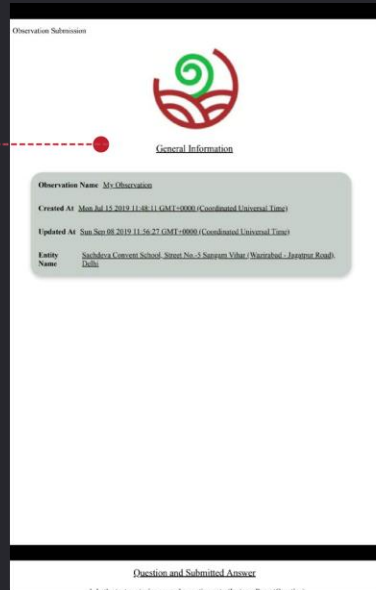 Observation Submission
General Information
Observation Name My Observation
Created At Mon Jul 15 2019 11:48:11 GMT+0000 (Coordinated Universal Time)
Updated At Sun Sep 08 2019 11:56:27 GMT+0000 (Coordinated Universal Time)
Entity Name Sachdeva Convent School, Street No.-3 Sangam Vihar (Wazirabad - Jagatpur Road), Delhi
Question and Submitted Answer